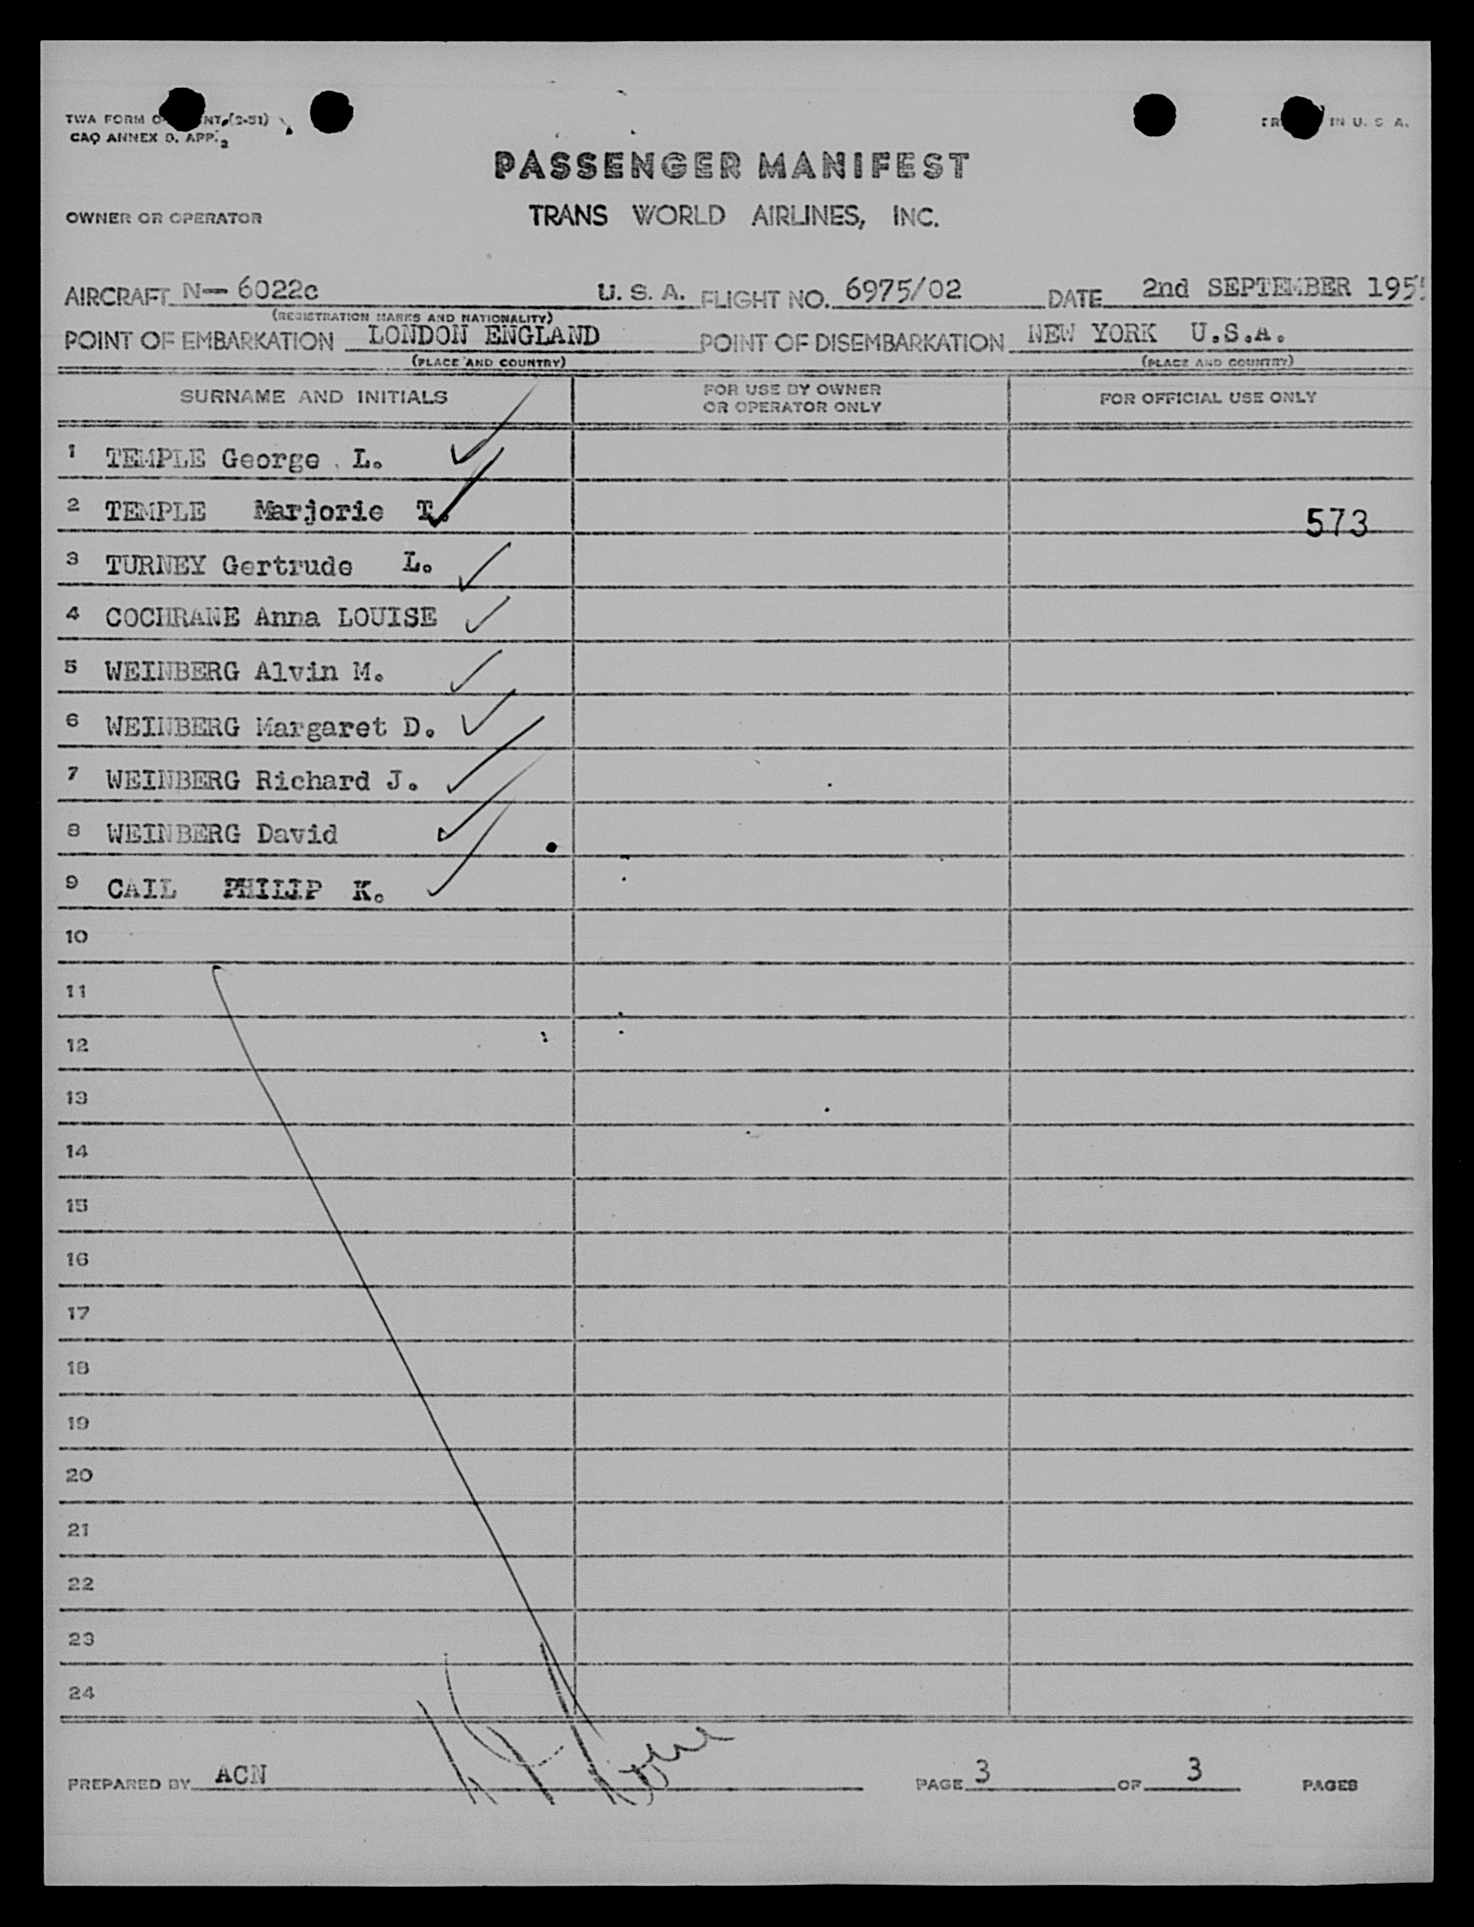 TWA FORM (2-51)
CAO ANNEX D. APP. 2
IN U. S. A.
PASSENGER MANIFEST
OWNER OR OPERATOR
TRANS WORLD AIRLINES, INC.
AIRCRAFT N- 6022c U. S. A. FLIGHT NO. 6975/02 DATE 2nd SEPTEMBER 1955
(REGISTRATION MARKS AND NATIONALITY)
POINT OF EMBARKATION LONDON ENGLAND POINT OF DISEMBARKATION NEW YORK U.S.A.
(PLACE AND COUNTRY) (PLACE AND COUNTRY)
SURNAME AND INITIALS FOR USE BY OWNER OR OPERATOR ONLY FOR OFFICIAL USE ONLY
1 TEMPLE George L.
2 TEMPLE Marjorie T. 573
3 TURNEY Gertrude L.
4 COCHRANE Anna LOUISE
5 WEINBERG Alvin M.
6 WEINBERG Margaret D.
7 WEINBERG Richard J.
8 WEINBERG David
9 CAIL PHILIP K.
10
11
12
13
14
15
16
17
18
19
20
21
22
23
24
PREPARED BY ACN PAGE 3 OF 3 PAGES